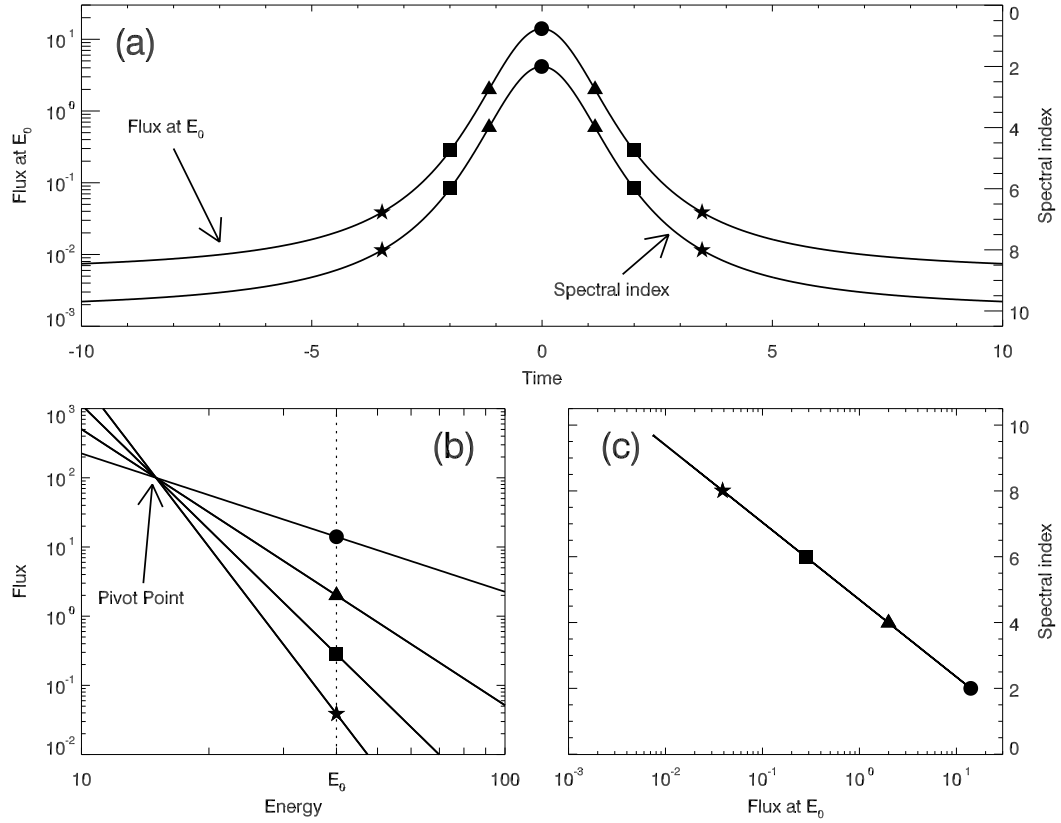 (a)
Flux at E0
Spectral index
Flux at E0
Spectral index
10^1
10^0
10^-1
10^-2
10^-3
0
2
4
6
8
10
-10 -5 0 5 10
Time
(b)
Flux
Pivot Point
10^3
10^2
10^1
10^0
10^-1
10^-2
10 E0 100
Energy
(c)
10
8
6
4
2
0
Spectral index
10^-3 10^-2 10^-1 10^0 10^1
Flux at E0